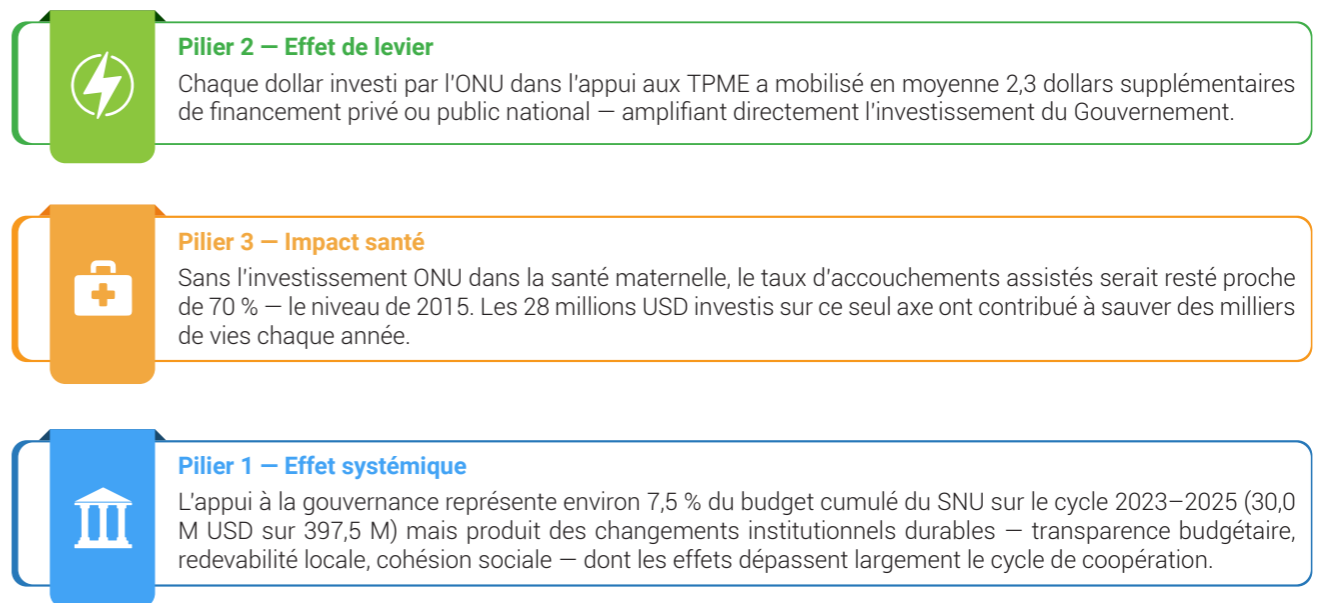 Pilier 2 — Effet de levier
Chaque dollar investi par l'ONU dans l'appui aux TPME a mobilisé en moyenne 2,3 dollars supplémentaires
de financement privé ou public national — amplifiant directement l'investissement du Gouvernement.
Pilier 3 — Impact santé
Sans l'investissement ONU dans la santé maternelle, le taux d'accouchements assistés serait resté proche
de 70 % — le niveau de 2015. Les 28 millions USD investis sur ce seul axe ont contribué à sauver des milliers
de vies chaque année.
Pilier 1 — Effet systémique
L'appui à la gouvernance représente environ 7,5 % du budget cumulé du SNU sur le cycle 2023–2025 (30,0
M USD sur 397,5 M) mais produit des changements institutionnels durables — transparence budgétaire,
redevabilité locale, cohésion sociale — dont les effets dépassent largement le cycle de coopération.